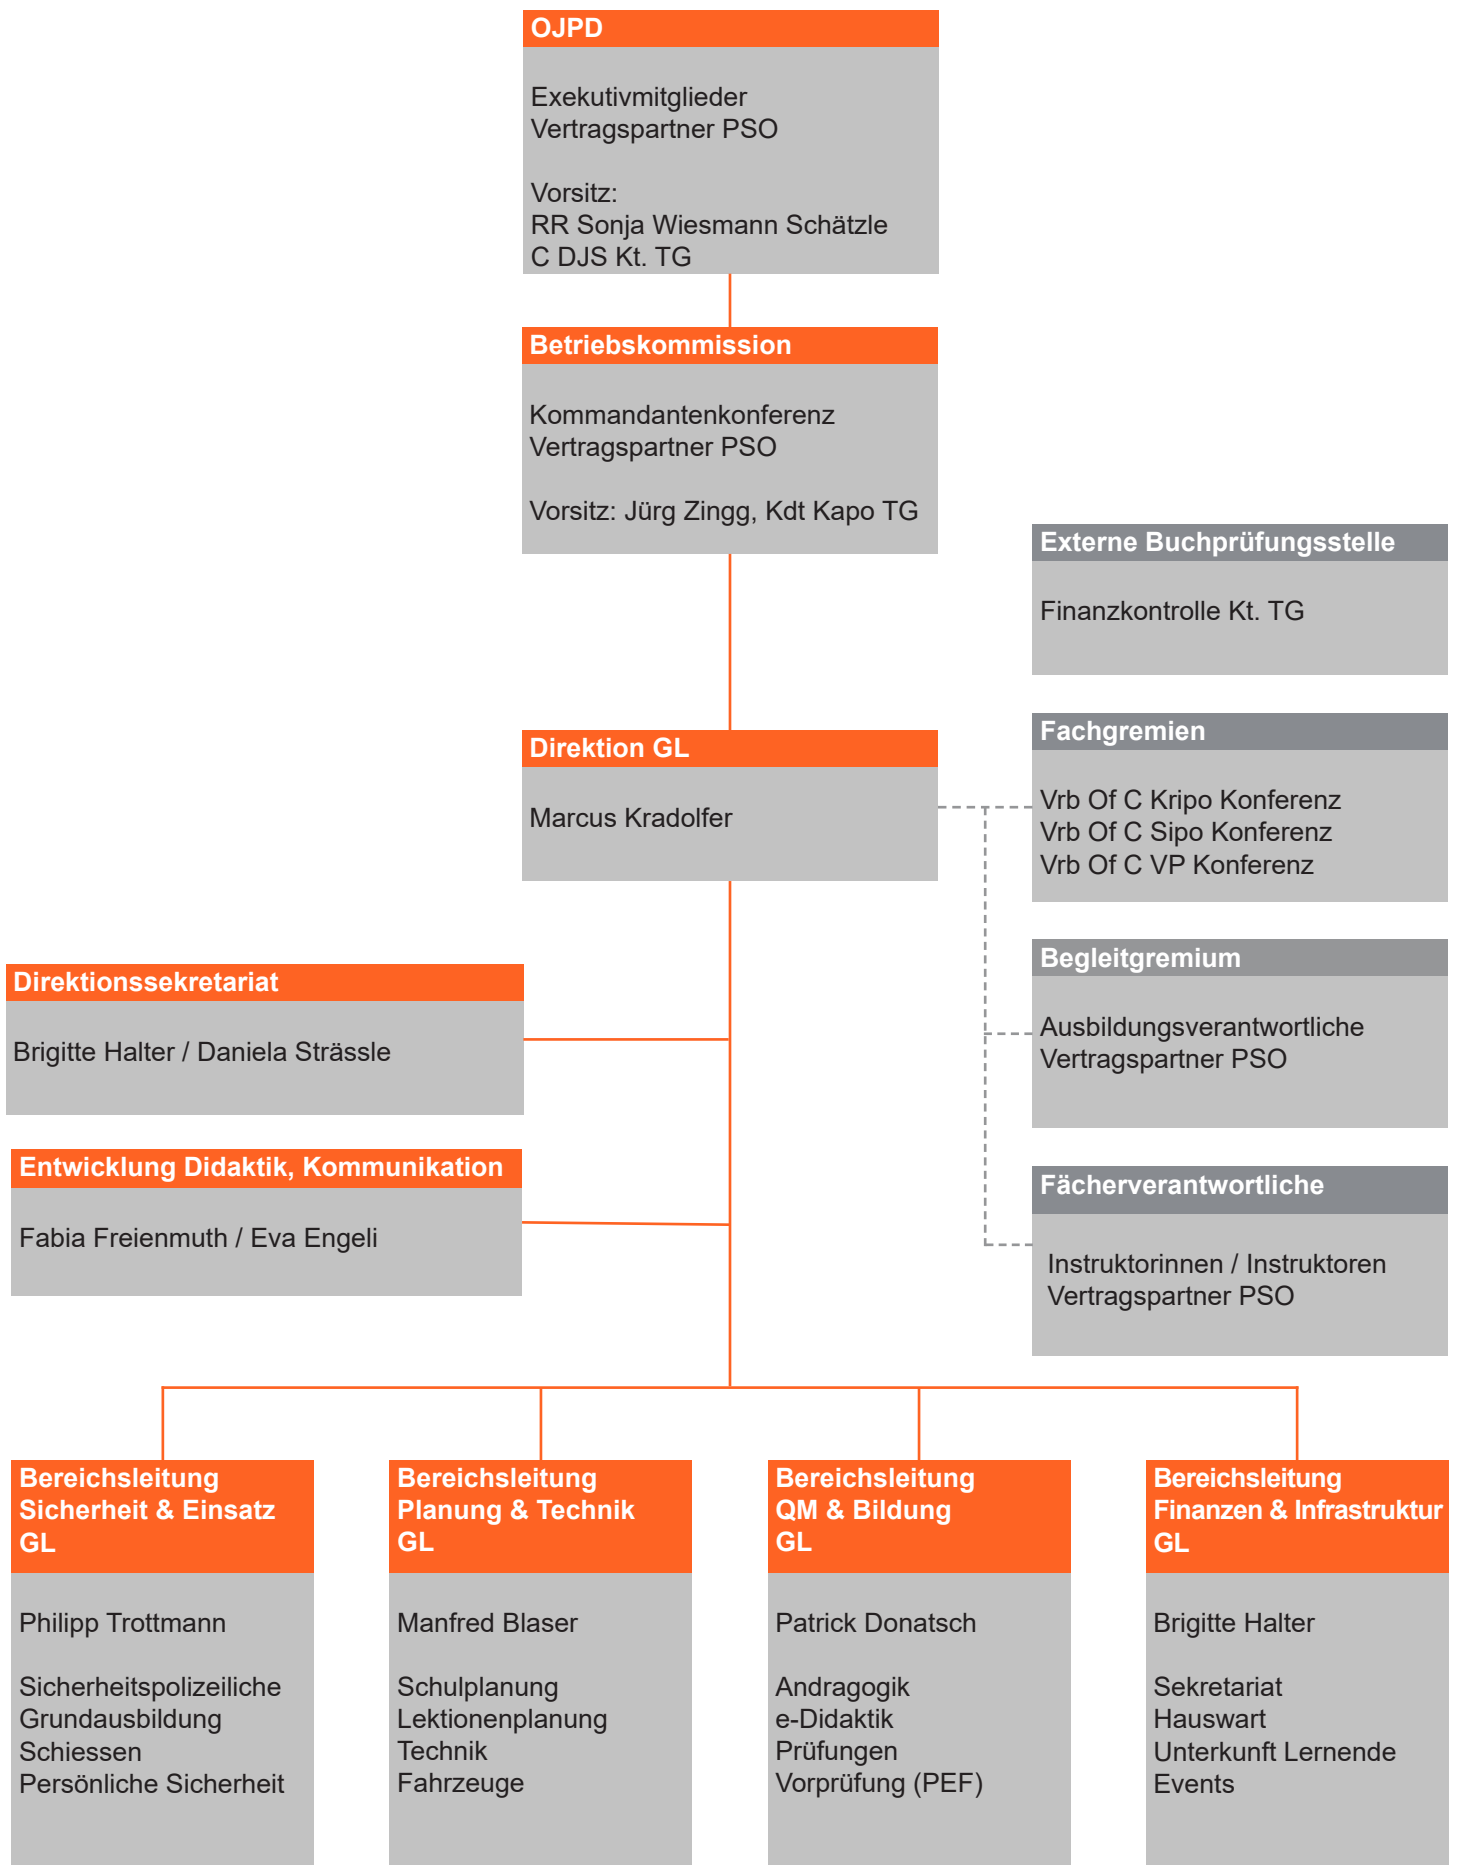 OJPD
Exekutivmitglieder
Vertragspartner PSO
Vorsitz:
RR Sonja Wiesmann Schätzle
C DJS Kt. TG
Betriebskommission
Kommandantenkonferenz
Vertragspartner PSO
Vorsitz: Jürg Zingg, Kdt Kapo TG
Externe Buchprüfungsstelle
Finanzkontrolle Kt. TG
Direktion GL
Marcus Kradolfer
Fachgremien
Vrb Of C Kripo Konferenz
Vrb Of C Sipo Konferenz
Vrb Of C VP Konferenz
Begleitgremium
Ausbildungsverantwortliche
Vertragspartner PSO
Direktionssekretariat
Brigitte Halter / Daniela Strässle
Entwicklung Didaktik, Kommunikation
Fabia Freienmuth / Eva Engeli
Fächerverantwortliche
Instruktorinnen / Instruktoren
Vertragspartner PSO
Bereichsleitung
Sicherheit & Einsatz
GL
Philipp Trottmann
Sicherheitspolizeiliche
Grundausbildung
Schiessen
Persönliche Sicherheit
Bereichsleitung
Planung & Technik
GL
Manfred Blaser
Schulplanung
Lektionenplanung
Technik
Fahrzeuge
Bereichsleitung
QM & Bildung
GL
Patrick Donatsch
Andragogik
e-Didaktik
Prüfungen
Vorprüfung (PEF)
Bereichsleitung
Finanzen & Infrastruktur
GL
Brigitte Halter
Sekretariat
Hauswart
Unterkunft Lernende
Events